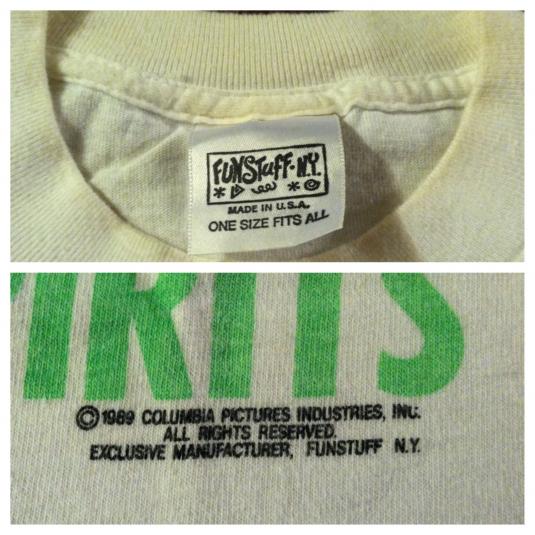 FUNSTUFF·N.Y.
MADE IN U.S.A.
ONE SIZE FITS ALL
IRITS
©1989 COLUMBIA PICTURES INDUSTRIES, INC.
ALL RIGHTS RESERVED.
EXCLUSIVE MANUFACTURER, FUNSTUFF N.Y.